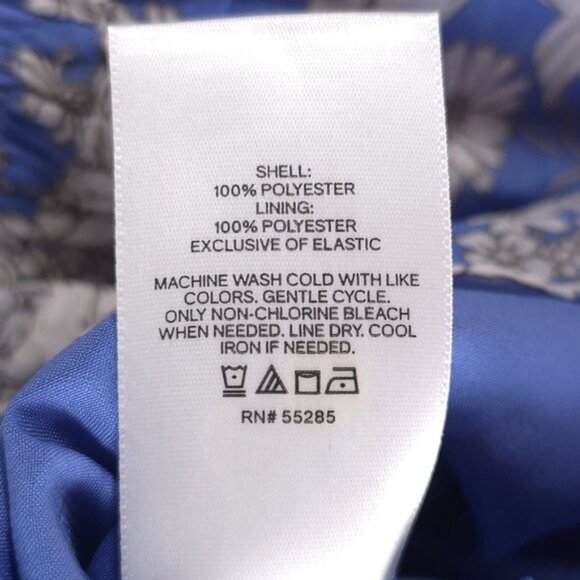 SHELL:
100% POLYESTER
LINING:
100% POLYESTER
EXCLUSIVE OF ELASTIC
MACHINE WASH COLD WITH LIKE
COLORS. GENTLE CYCLE.
ONLY NON-CHLORINE BLEACH
WHEN NEEDED. LINE DRY. COOL
IRON IF NEEDED.
RN# 55285